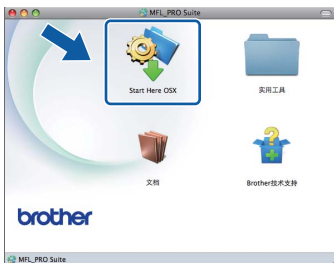 MFL_PRO Suite
Start Here OSX
实用工具
文档
Brother技术支持
brother
MFL_PRO Suite